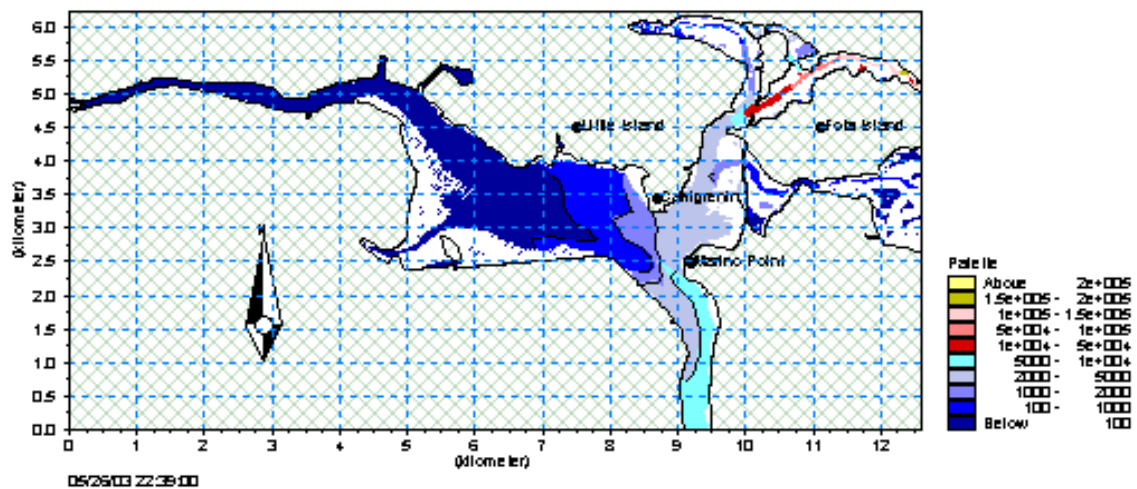 6.0
5.5
5.0
4.5
4.0
3.5
3.0
2.5
2.0
1.5
1.0
0.5
0.0
(kilometer)
Fota Island
Marino Point
0 1 2 3 4 5 6 7 8 9 10 11 12
(kilometer)
05/26/03 22:39:00
Palette
Above 2e+005
1.5e+005 - 2e+005
1e+005 - 1.5e+005
5e+004 - 1e+005
1e+004 - 5e+004
5000 - 1e+004
2000 - 5000
1000 - 2000
100 - 1000
Below 100